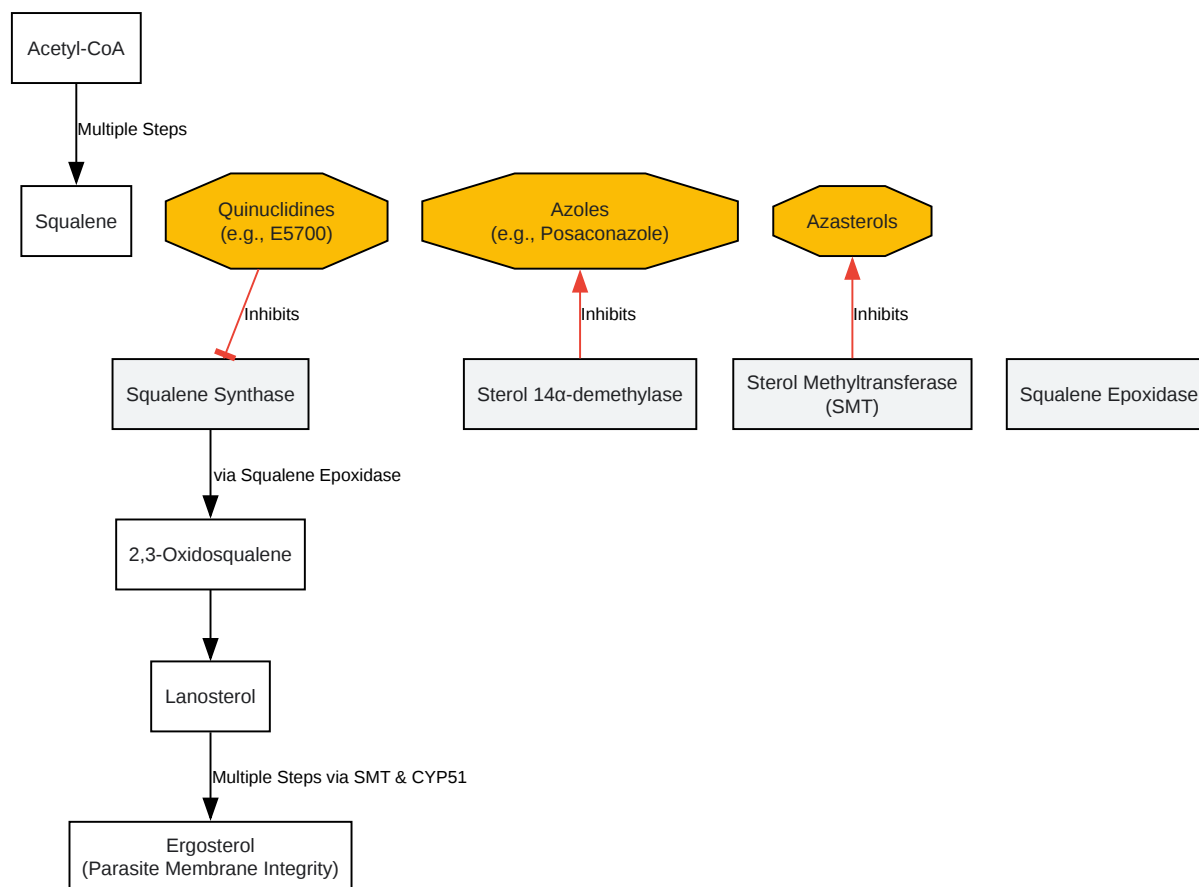 Acetyl-CoA
Multiple Steps
Squalene
Quinuclidines
(e.g., E5700)
Azoles
(e.g., Posaconazole)
Azasterols
Inhibits
Inhibits
Inhibits
Squalene Synthase
Sterol 14α-demethylase
Sterol Methyltransferase
(SMT)
Squalene Epoxidase
via Squalene Epoxidase
2,3-Oxidosqualene
Lanosterol
Multiple Steps via SMT & CYP51
Ergosterol
(Parasite Membrane Integrity)